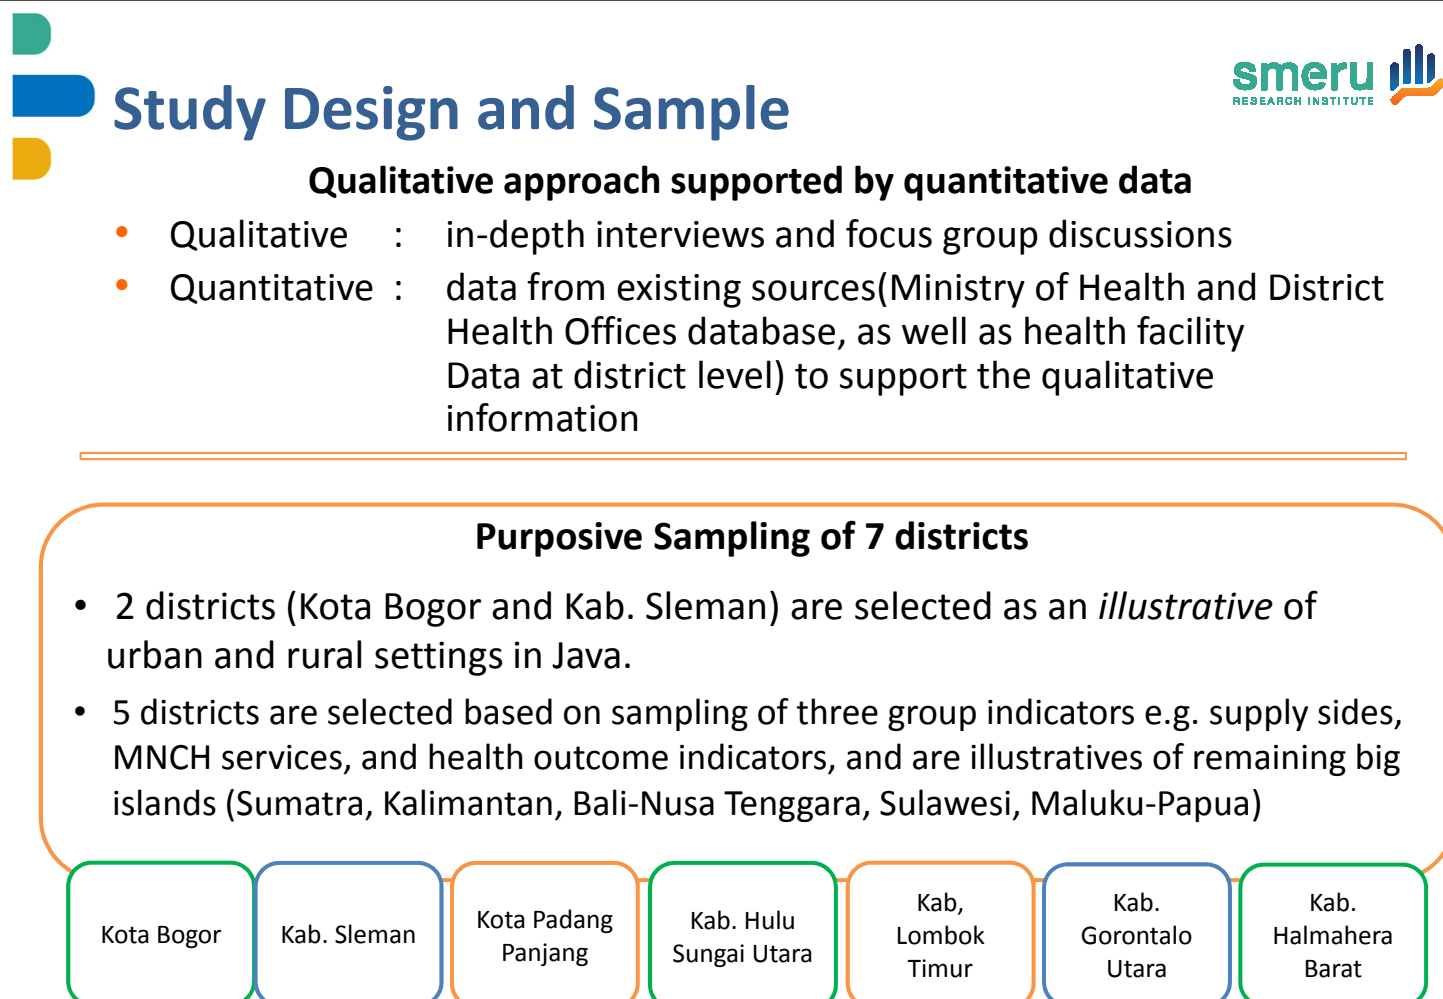 smeru
RESEARCH INSTITUTE
Study Design and Sample
Qualitative approach supported by quantitative data
• Qualitative : in-depth interviews and focus group discussions
• Quantitative : data from existing sources(Ministry of Health and District
Health Offices database, as well as health facility
Data at district level) to support the qualitative
information
Purposive Sampling of 7 districts
• 2 districts (Kota Bogor and Kab. Sleman) are selected as an illustrative of
urban and rural settings in Java.
• 5 districts are selected based on sampling of three group indicators e.g. supply sides,
MNCH services, and health outcome indicators, and are illustratives of remaining big
islands (Sumatra, Kalimantan, Bali-Nusa Tenggara, Sulawesi, Maluku-Papua)
Kota Bogor
Kab. Sleman
Kota Padang
Panjang
Kab. Hulu
Sungai Utara
Kab,
Lombok
Timur
Kab.
Gorontalo
Utara
Kab.
Halmahera
Barat